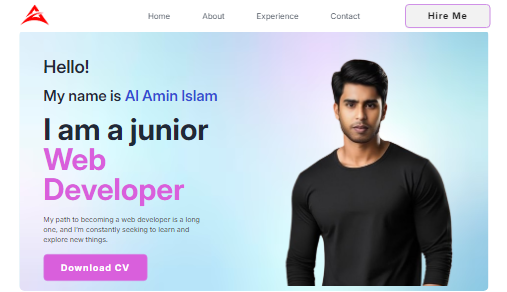 Home About Experience Contact Hire Me
Hello!
My name is Al Amin Islam
I am a junior
Web
Developer
My path to becoming a web developer is a long
one, and I'm constantly seeking to learn and
explore new things.
Download CV